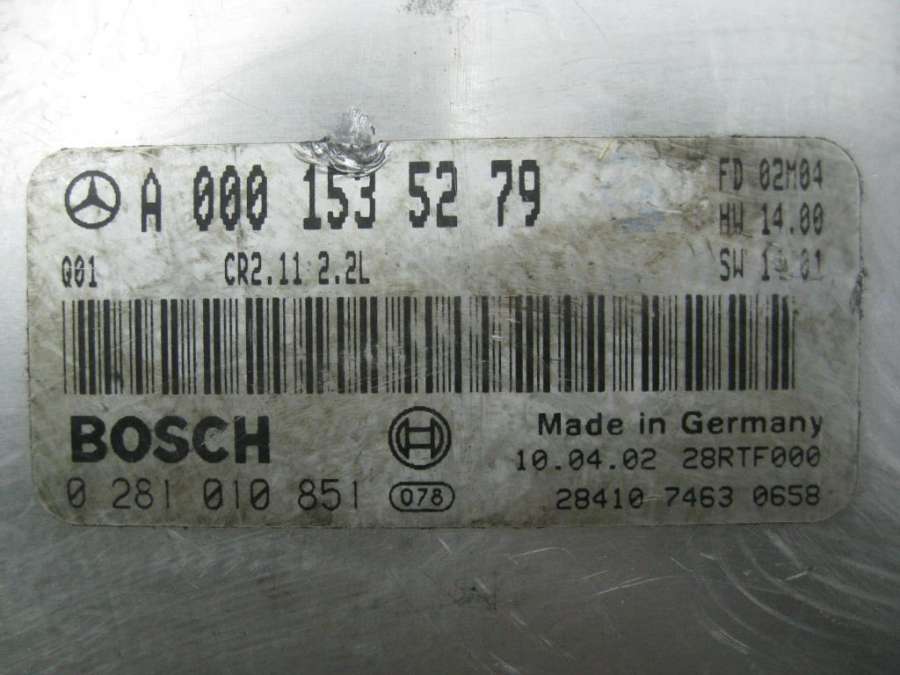 A 000 153 52 79
FD 02M04
HW 14.00
Q01 CR2.11 2.2L
SW
BOSCH
Made in Germany
10.04.02 28RTF000
0 281 010 851 078
28410 7463 0658